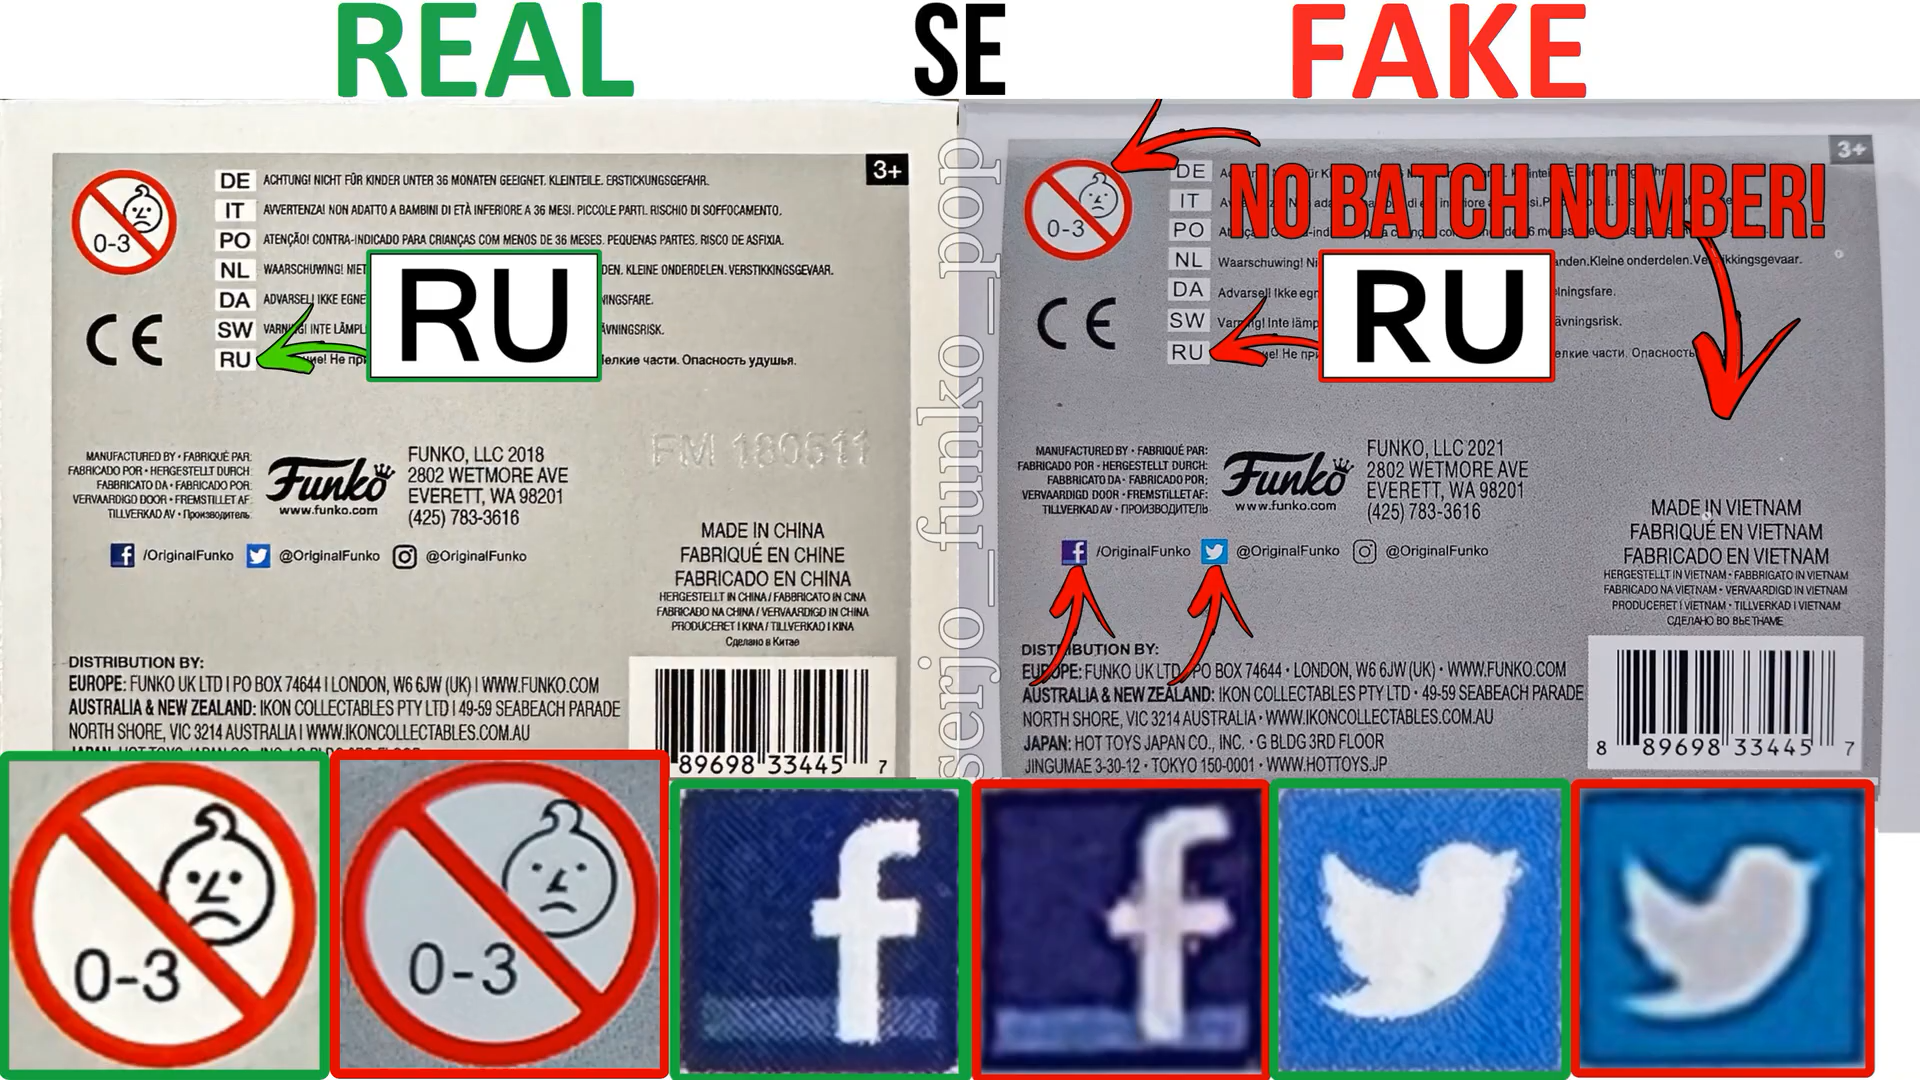 REAL
SE
FAKE
0-3
DE ACHTUNG! NICHT FÜR KINDER UNTER 36 MONATEN GEEIGNET. KLEINTEILE. ERSTICKUNGSGEFAHR.
IT AVVERTENZA! NON ADATTO A BAMBINI DI ETÀ INFERIORE A 36 MESI. PICCOLE PARTI. RISCHIO DI SOFFOCAMENTO.
PO ATENÇÃO! CONTRA-INDICADO PARA CRIANÇAS COM MENOS DE 36 MESES. PEQUENAS PARTES. RISCO DE ASFIXIA.
NL WAARSCHUWING! NIET KLEINE ONDERDELEN. VERSTIKKINGSGEVAAR.
DA ADVARSEL! IKKE
SW VARNING! INTE
RU Не части. Опасность удушья.
3+
RU
CE
MANUFACTURED BY • FABRIQUÉ PAR:
FABRICADO POR • HERGESTELLT DURCH:
FABBRICATO DA • FABRICADO POR:
VERVAARDIGD DOOR • FREMSTILLET AF:
TILLVERKAD AV • Производитель:
Funko
www.funko.com
FUNKO, LLC 2018
2802 WETMORE AVE
EVERETT, WA 98201
(425) 783-3616
FM 180511
/OriginalFunko @OriginalFunko @OriginalFunko
MADE IN CHINA
FABRIQUÉ EN CHINE
FABRICADO EN CHINA
HERGESTELLT IN CHINA / FABBRICATO IN CINA
FABRICADO NA CHINA / VERVAARDIGD IN CHINA
PRODUCERET I KINA / TILLVERKAD I KINA
Сделано в Китае
DISTRIBUTION BY:
EUROPE: FUNKO UK LTD | PO BOX 74644 | LONDON, W6 6JW (UK) | WWW.FUNKO.COM
AUSTRALIA & NEW ZEALAND: IKON COLLECTABLES PTY LTD | 49-59 SEABEACH PARADE
NORTH SHORE, VIC 3214 AUSTRALIA | WWW.IKONCOLLECTABLES.COM.AU
89698 33445 7
serjo_funko_pop
0-3
3+
NO BATCH NUMBER!
DE
IT
PO
NL Waarschuwing! Kleine onderdelen.
DA Advarsel! Ikke
SW Varning! Inte
RU Не части. Опасность
RU
CE
MANUFACTURED BY • FABRIQUÉ PAR:
FABRICADO POR • HERGESTELLT DURCH:
FABBRICATO DA • FABRICADO POR:
VERVAARDIGD DOOR • FREMSTILLET AF:
TILLVERKAD AV • ПРОИЗВОДИТЕЛЬ
Funko
www.funko.com
FUNKO, LLC 2021
2802 WETMORE AVE
EVERETT, WA 98201
(425) 783-3616
/OriginalFunko @OriginalFunko @OriginalFunko
MADE IN VIETNAM
FABRIQUÉ EN VIETNAM
FABRICADO EN VIETNAM
HERGESTELLT IN VIETNAM • FABBRIGATO IN VIETNAM
FABRICADO NA VIETNAM • VERVAARDIGD IN VIETNAM
PRODUCERET I VIETNAM • TILLVERKAD I VIETNAM
СДЕЛАНО ВО ВЬЕТНАМЕ
DISTRIBUTION BY:
EUROPE: FUNKO UK LTD PO BOX 74644 • LONDON, W6 6JW (UK) • WWW.FUNKO.COM
AUSTRALIA & NEW ZEALAND: IKON COLLECTABLES PTY LTD • 49-59 SEABEACH PARADE
NORTH SHORE, VIC 3214 AUSTRALIA • WWW.IKONCOLLECTABLES.COM.AU
JAPAN: HOT TOYS JAPAN CO., INC. • G BLDG 3RD FLOOR
JINGUMAE 3-30-12 • TOKYO 150-0001 • WWW.HOTTOYS.JP
8 89698 33445 7
0-3
0-3
f
f